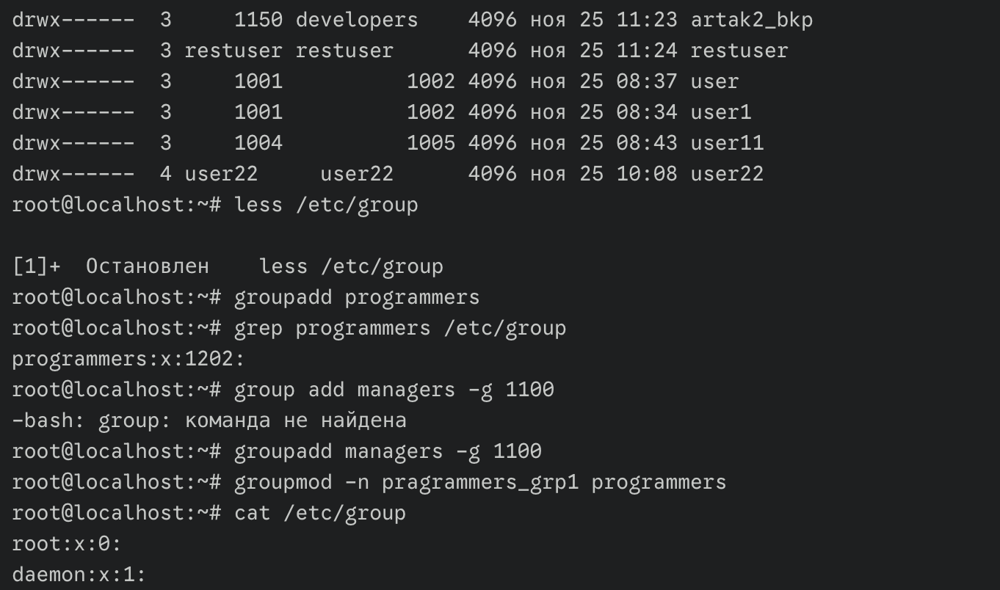 drwx------  3     1150 developers    4096 ноя 25 11:23 artak2_bkp
drwx------  3 restuser restuser      4096 ноя 25 11:24 restuser
drwx------  3     1001          1002 4096 ноя 25 08:37 user
drwx------  3     1001          1002 4096 ноя 25 08:34 user1
drwx------  3     1004          1005 4096 ноя 25 08:43 user11
drwx------  4 user22     user22      4096 ноя 25 10:08 user22
root@localhost:~# less /etc/group
[1]+  Остановлен    less /etc/group
root@localhost:~# groupadd programmers
root@localhost:~# grep programmers /etc/group
programmers:x:1202:
root@localhost:~# group add managers -g 1100
-bash: group: команда не найдена
root@localhost:~# groupadd managers -g 1100
root@localhost:~# groupmod -n pragrammers_grp1 programmers
root@localhost:~# cat /etc/group
root:x:0:
daemon:x:1: